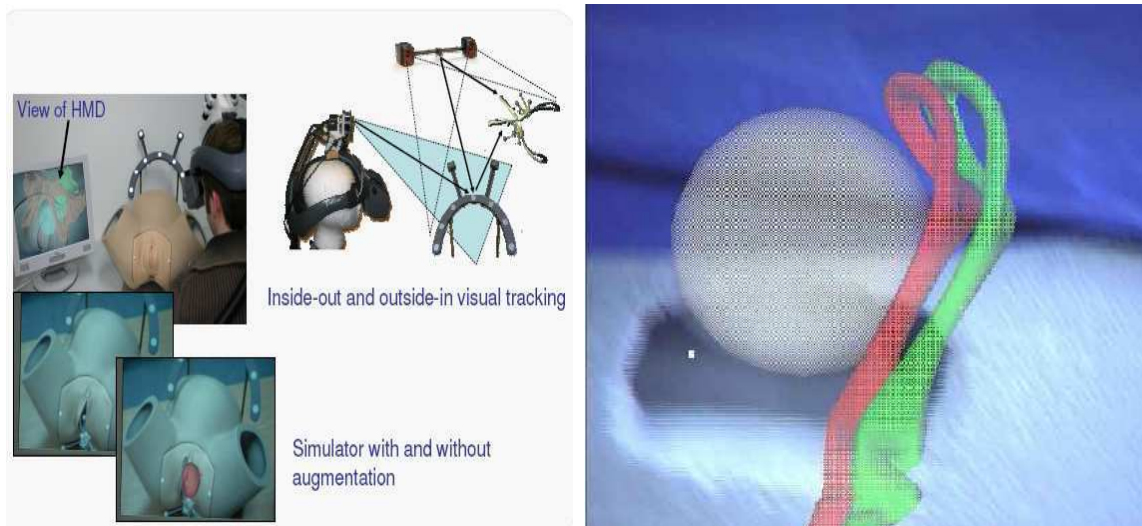 View of HMD
Inside-out and outside-in visual tracking
Simulator with and without
augmentation